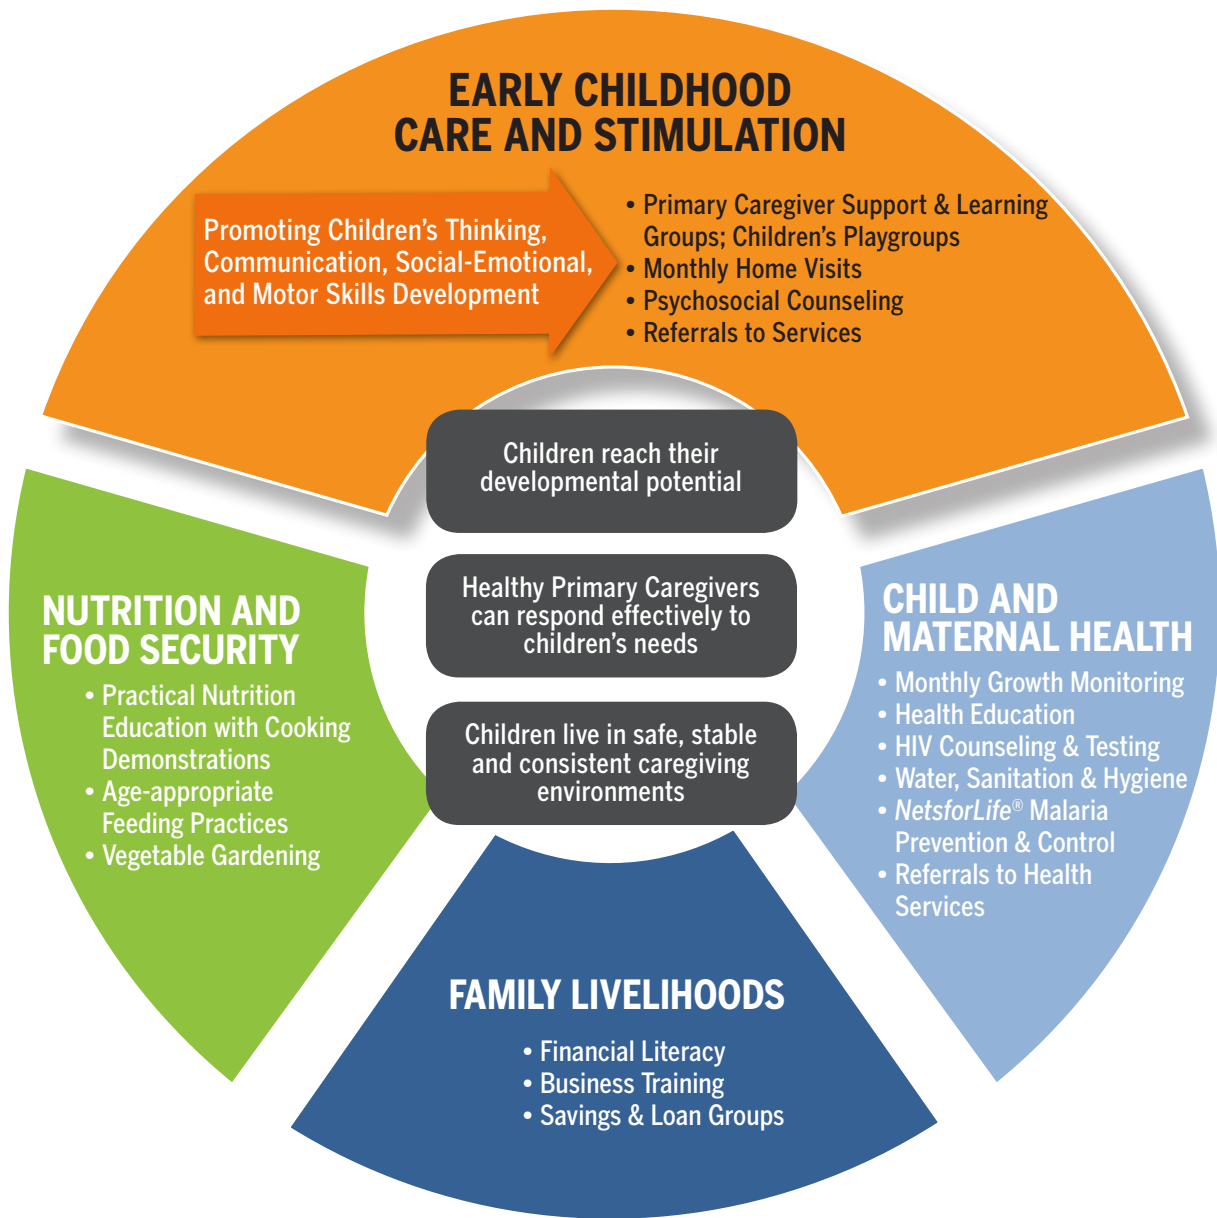 EARLY CHILDHOOD
CARE AND STIMULATION
Promoting Children’s Thinking,
Communication, Social-Emotional,
and Motor Skills Development
• Primary Caregiver Support & Learning
Groups; Children’s Playgroups
• Monthly Home Visits
• Psychosocial Counseling
• Referrals to Services
Children reach their
developmental potential
Healthy Primary Caregivers
can respond effectively to
children’s needs
Children live in safe, stable
and consistent caregiving
environments
NUTRITION AND
FOOD SECURITY
• Practical Nutrition
Education with Cooking
Demonstrations
• Age-appropriate
Feeding Practices
• Vegetable Gardening
CHILD AND
MATERNAL HEALTH
• Monthly Growth Monitoring
• Health Education
• HIV Counseling & Testing
• Water, Sanitation & Hygiene
• NetsforLife® Malaria
Prevention & Control
• Referrals to Health
Services
FAMILY LIVELIHOODS
• Financial Literacy
• Business Training
• Savings & Loan Groups